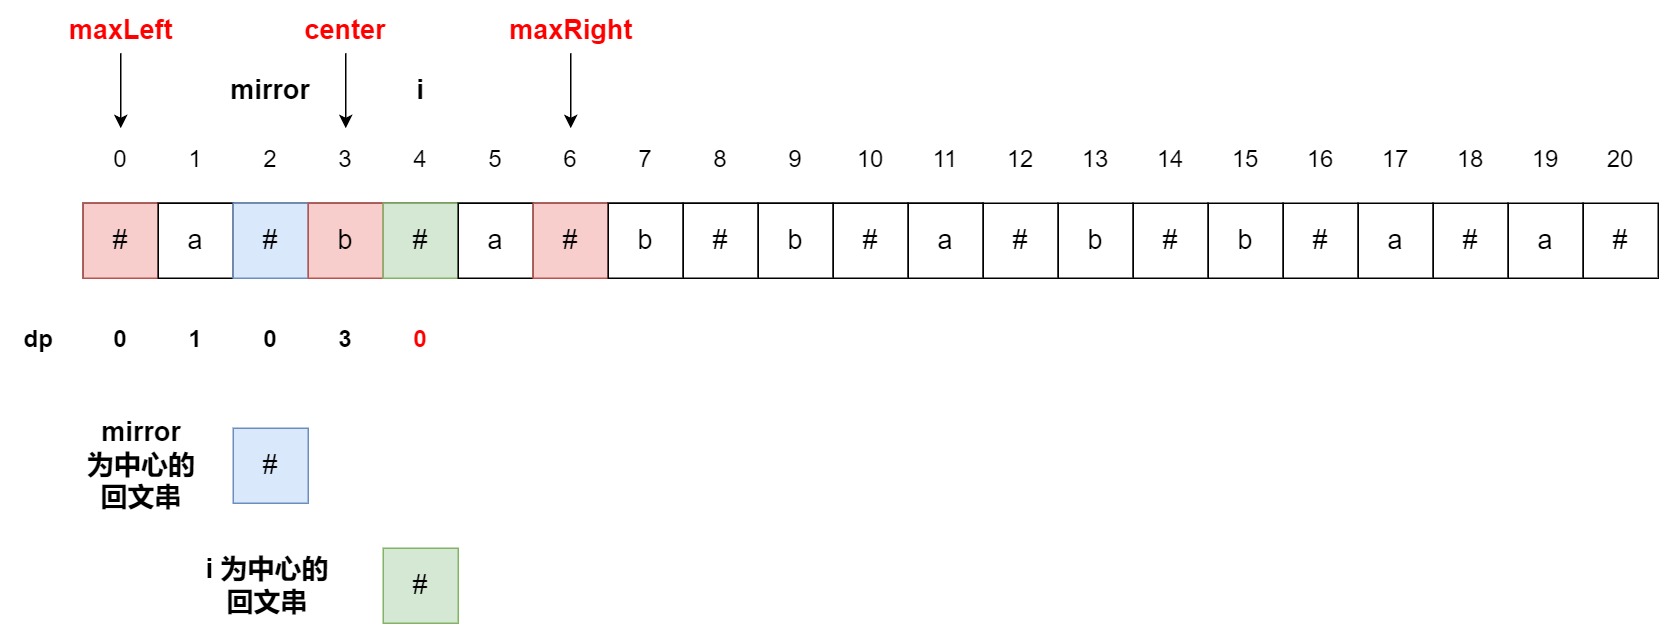 maxLeft center maxRight
mirror i
0 1 2 3 4 5 6 7 8 9 10 11 12 13 14 15 16 17 18 19 20
# a # b # a # b # b # a # b # b # a # a #
dp 0 1 0 3 0
mirror
为中心的
回文串
#
i 为中心的
回文串
#